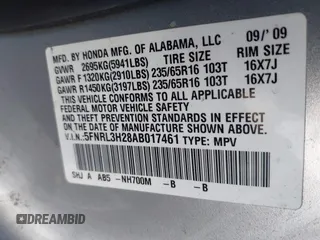 MFD. BY HONDA MFG. OF ALABAMA, LLC 09/'09
GVWR 2695KG(5941LBS) TIRE SIZE RIM SIZE
GAWR F 1320KG(2910LBS) 235/65R16 103T 16X7J
GAWR R 1450KG(3197LBS) 235/65R16 103T 16X7J
THIS VEHICLE CONFORMS TO ALL APPLICABLE
FEDERAL MOTOR VEHICLE SAFETY AND
THEFT PREVENTION STANDARDS IN EFFECT
ON THE DATE OF MANUFACTURE SHOWN ABOVE.
V.I.N.:5FNRL3H28AB017461 TYPE: MPV
SHJ A AB5 -NH700M -B -B
DREAMBID